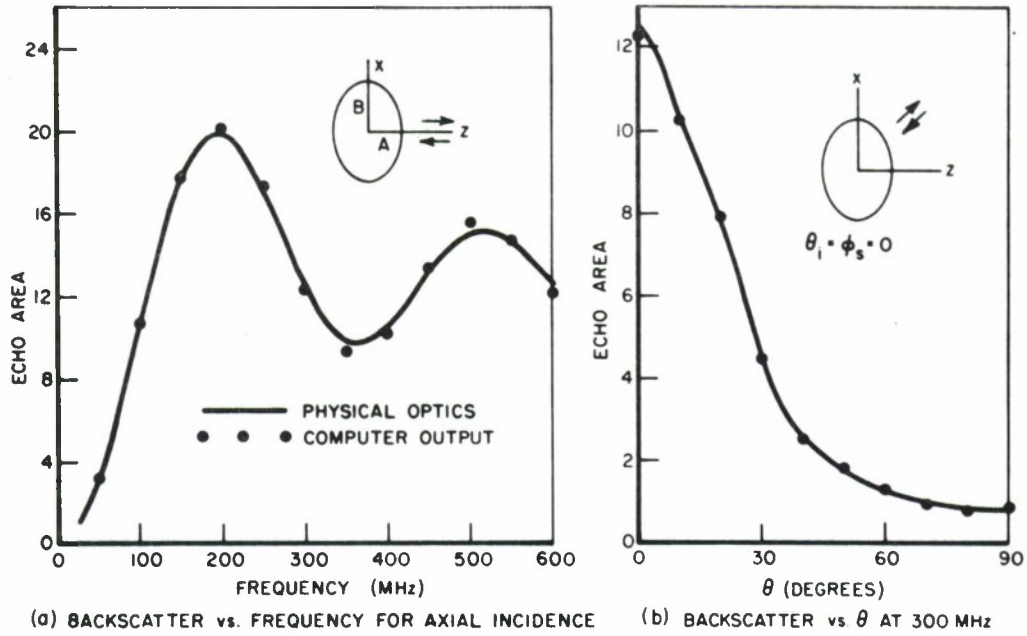 24
20
16
12
8
4
0
ECHO AREA
X
B
A
Z
PHYSICAL OPTICS
COMPUTER OUTPUT
0 100 200 300 400 500 600
FREQUENCY (MHz)
(a) BACKSCATTER vs. FREQUENCY FOR AXIAL INCIDENCE
12
10
8
6
4
2
0
ECHO AREA
X
Z
θi = ϕs = 0
0 30 60 90
θ (DEGREES)
(b) BACKSCATTER vs. θ AT 300 MHz